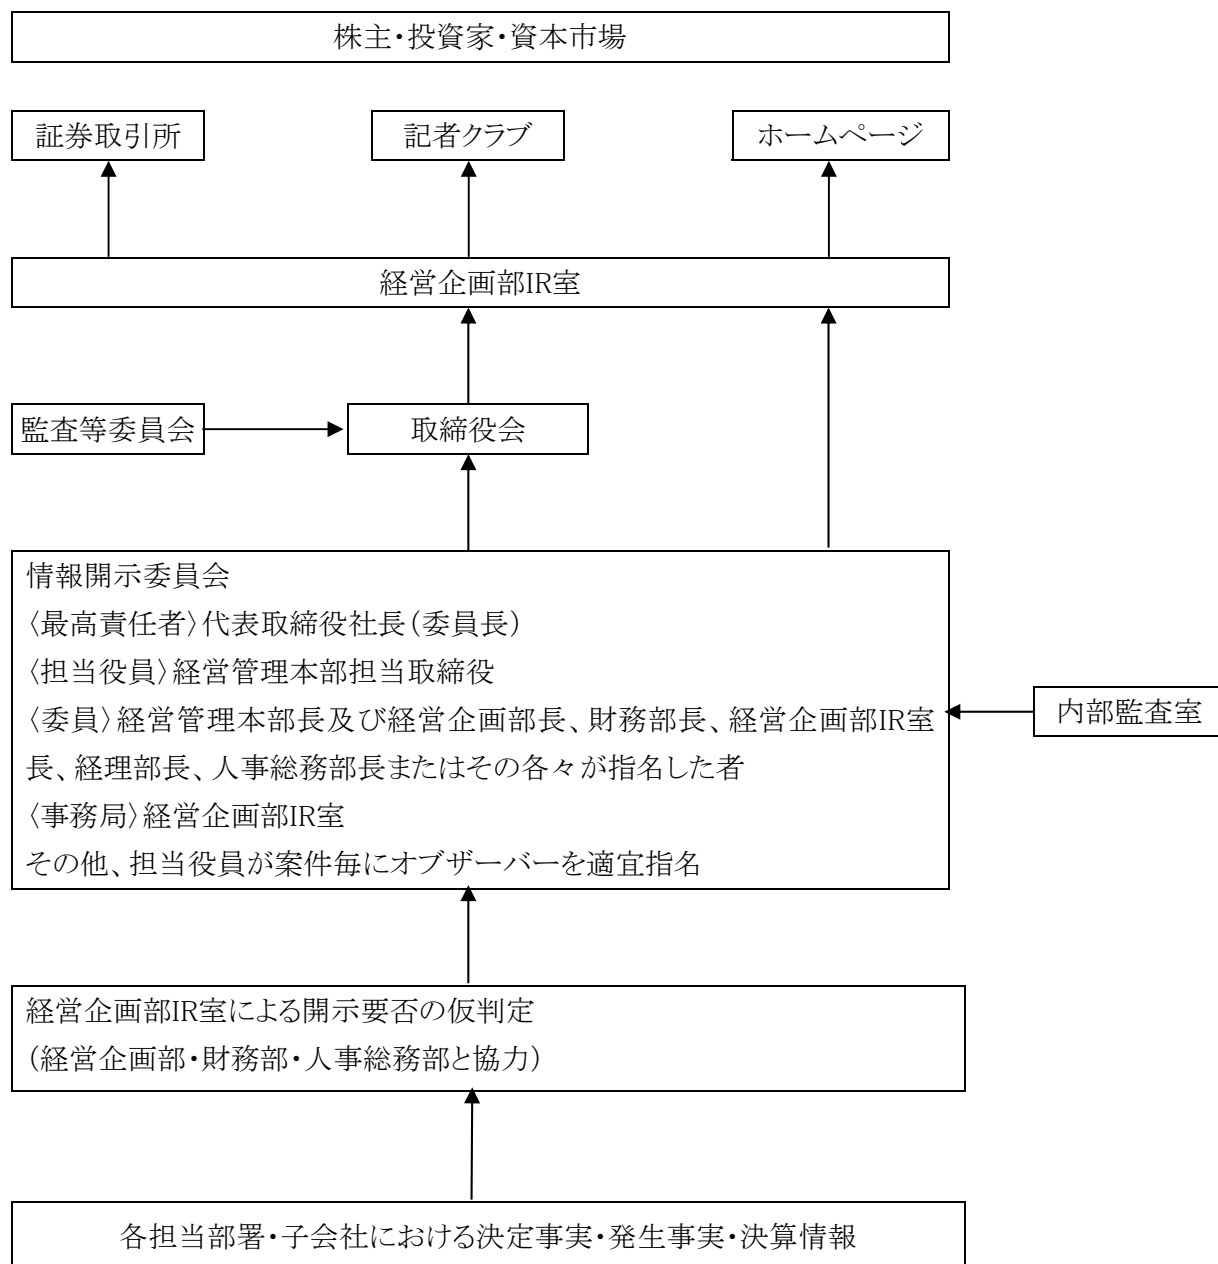 株主・投資家・資本市場
証券取引所
記者クラブ
ホームページ
経営企画部IR室
監査等委員会
取締役会
情報開示委員会
〈最高責任者〉代表取締役社長（委員長）
〈担当役員〉経営管理本部担当取締役
〈委員〉経営管理本部長及び経営企画部長、財務部長、経営企画部IR室
長、経理部長、人事総務部長またはその各々が指名した者
〈事務局〉経営企画部IR室
その他、担当役員が案件毎にオブザーバーを適宜指名
内部監査室
経営企画部IR室による開示要否の仮判定
（経営企画部・財務部・人事総務部と協力）
各担当部署・子会社における決定事実・発生事実・決算情報